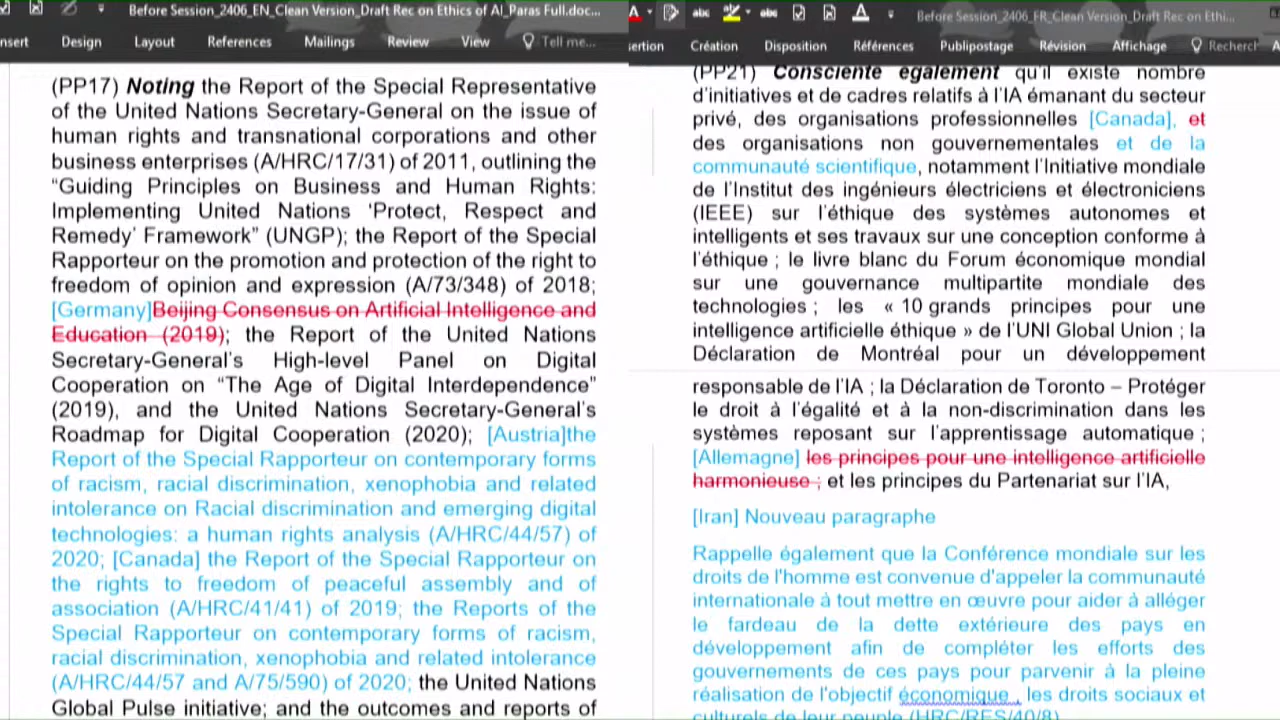 Before Session_2406_EN_Clean Version_Draft Rec on Ethics of AI_Paras Full.doc...
nsert Design Layout References Mailings Review View Tell me...
(PP17) Noting the Report of the Special Representative
of the United Nations Secretary-General on the issue of
human rights and transnational corporations and other
business enterprises (A/HRC/17/31) of 2011, outlining the
“Guiding Principles on Business and Human Rights:
Implementing United Nations ‘Protect, Respect and
Remedy’ Framework” (UNGP); the Report of the Special
Rapporteur on the promotion and protection of the right to
freedom of opinion and expression (A/73/348) of 2018;
[Germany]Beijing Consensus on Artificial Intelligence and
Education (2019); the Report of the United Nations
Secretary-General’s High-level Panel on Digital
Cooperation on “The Age of Digital Interdependence”
(2019), and the United Nations Secretary-General’s
Roadmap for Digital Cooperation (2020); [Austria]the
Report of the Special Rapporteur on contemporary forms
of racism, racial discrimination, xenophobia and related
intolerance on Racial discrimination and emerging digital
technologies: a human rights analysis (A/HRC/44/57) of
2020; [Canada] the Report of the Special Rapporteur on
the rights to freedom of peaceful assembly and of
association (A/HRC/41/41) of 2019; the Reports of the
Special Rapporteur on contemporary forms of racism,
racial discrimination, xenophobia and related intolerance
(A/HRC/44/57 and A/75/590) of 2020; the United Nations
Global Pulse initiative; and the outcomes and reports of
Before Session_2406_FR_Clean Version_Draft Rec on Ethi...
sertion Création Disposition Références Publipostage Révision Affichage Recherch
(PP21) Consciente également qu’il existe nombre
d’initiatives et de cadres relatifs à l’IA émanant du secteur
privé, des organisations professionnelles [Canada], et
des organisations non gouvernementales et de la
communauté scientifique, notamment l’Initiative mondiale
de l’Institut des ingénieurs électriciens et électroniciens
(IEEE) sur l’éthique des systèmes autonomes et
intelligents et ses travaux sur une conception conforme à
l’éthique ; le livre blanc du Forum économique mondial
sur une gouvernance multipartite mondiale des
technologies ; les « 10 grands principes pour une
intelligence artificielle éthique » de l’UNI Global Union ; la
Déclaration de Montréal pour un développement
responsable de l’IA ; la Déclaration de Toronto – Protéger
le droit à l’égalité et à la non-discrimination dans les
systèmes reposant sur l’apprentissage automatique ;
[Allemagne] les principes pour une intelligence artificielle
harmonieuse ; et les principes du Partenariat sur l’IA,
[Iran] Nouveau paragraphe
Rappelle également que la Conférence mondiale sur les
droits de l'homme est convenue d'appeler la communauté
internationale à tout mettre en œuvre pour aider à alléger
le fardeau de la dette extérieure des pays en
développement afin de compléter les efforts des
gouvernements de ces pays pour parvenir à la pleine
réalisation de l'objectif économique , les droits sociaux et
culturels de leur peuple (HRC/RES/40/8)